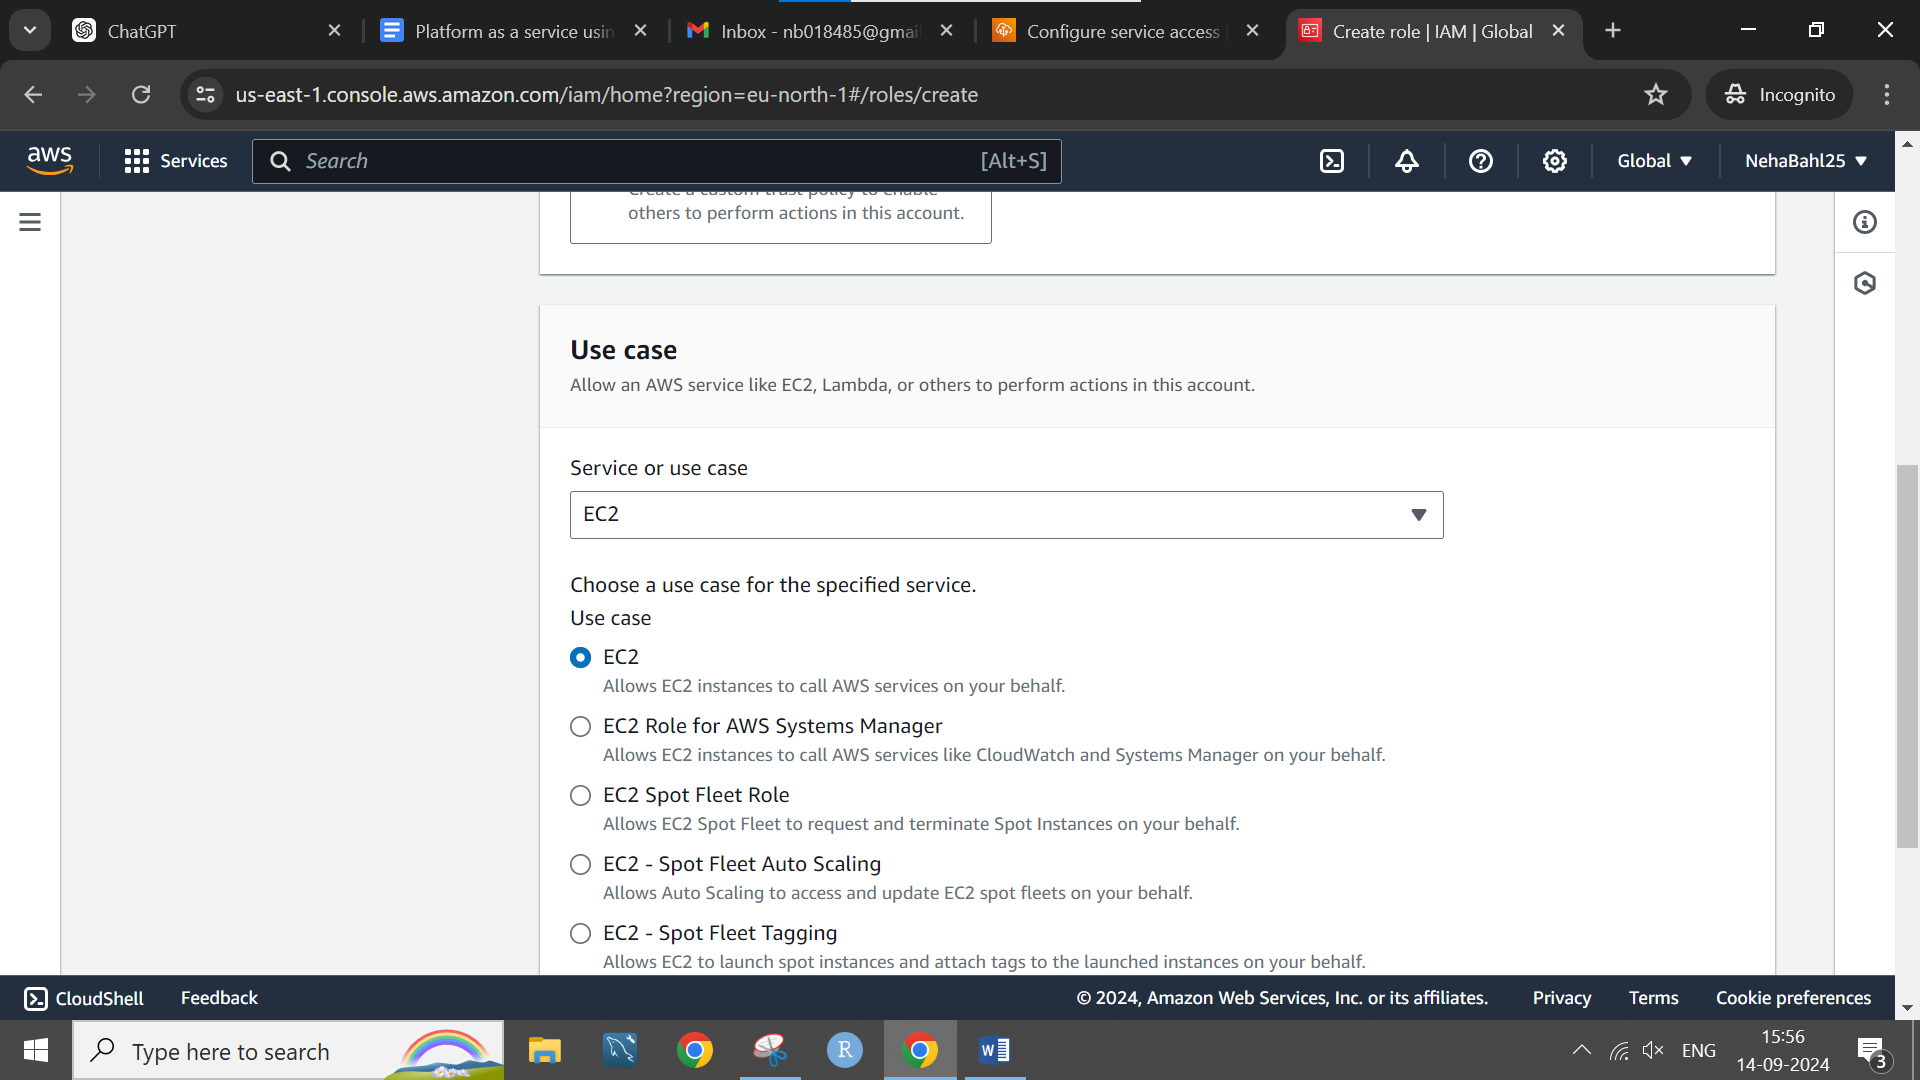 ChatGPT
Platform as a service usin
Inbox - nb018485@gmai
Configure service access
Create role | IAM | Global
us-east-1.console.aws.amazon.com/iam/home?region=eu-north-1#/roles/create
Incognito
aws
Services
Search
[Alt+S]
Global
NehaBahl25
Create a custom trust policy to enable
others to perform actions in this account.
Use case
Allow an AWS service like EC2, Lambda, or others to perform actions in this account.
Service or use case
EC2
Choose a use case for the specified service.
Use case
EC2
Allows EC2 instances to call AWS services on your behalf.
EC2 Role for AWS Systems Manager
Allows EC2 instances to call AWS services like CloudWatch and Systems Manager on your behalf.
EC2 Spot Fleet Role
Allows EC2 Spot Fleet to request and terminate Spot Instances on your behalf.
EC2 - Spot Fleet Auto Scaling
Allows Auto Scaling to access and update EC2 spot fleets on your behalf.
EC2 - Spot Fleet Tagging
Allows EC2 to launch spot instances and attach tags to the launched instances on your behalf.
CloudShell
Feedback
© 2024, Amazon Web Services, Inc. or its affiliates.
Privacy
Terms
Cookie preferences
Type here to search
R
W
ENG
15:56
14-09-2024
3